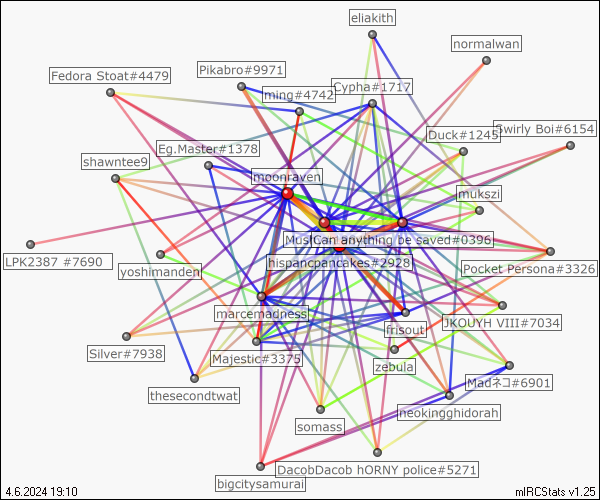 eliakith
normalwan
Fedora Stoat#4479
Pikabro#9971
ming#4742
Cypha#1717
Duck#1245
Swirly Boi#6154
Eg.Master#1378
shawntee9
moonraven
mukszi
Can anything be saved#0396
LPK2387 #7690
yoshimanden
hispancpancakes#2928
Pocket Persona#3326
marcemadness
frisout
JKOUYH VIII#7034
Silver#7938
Majestic#3375
zebula
Madネコ#6901
thesecondtwat
neokingghidorah
somass
DacobDacob hORNY police#5271
bigcitysamurai
4.6.2024 19:10
mIRCStats v1.25